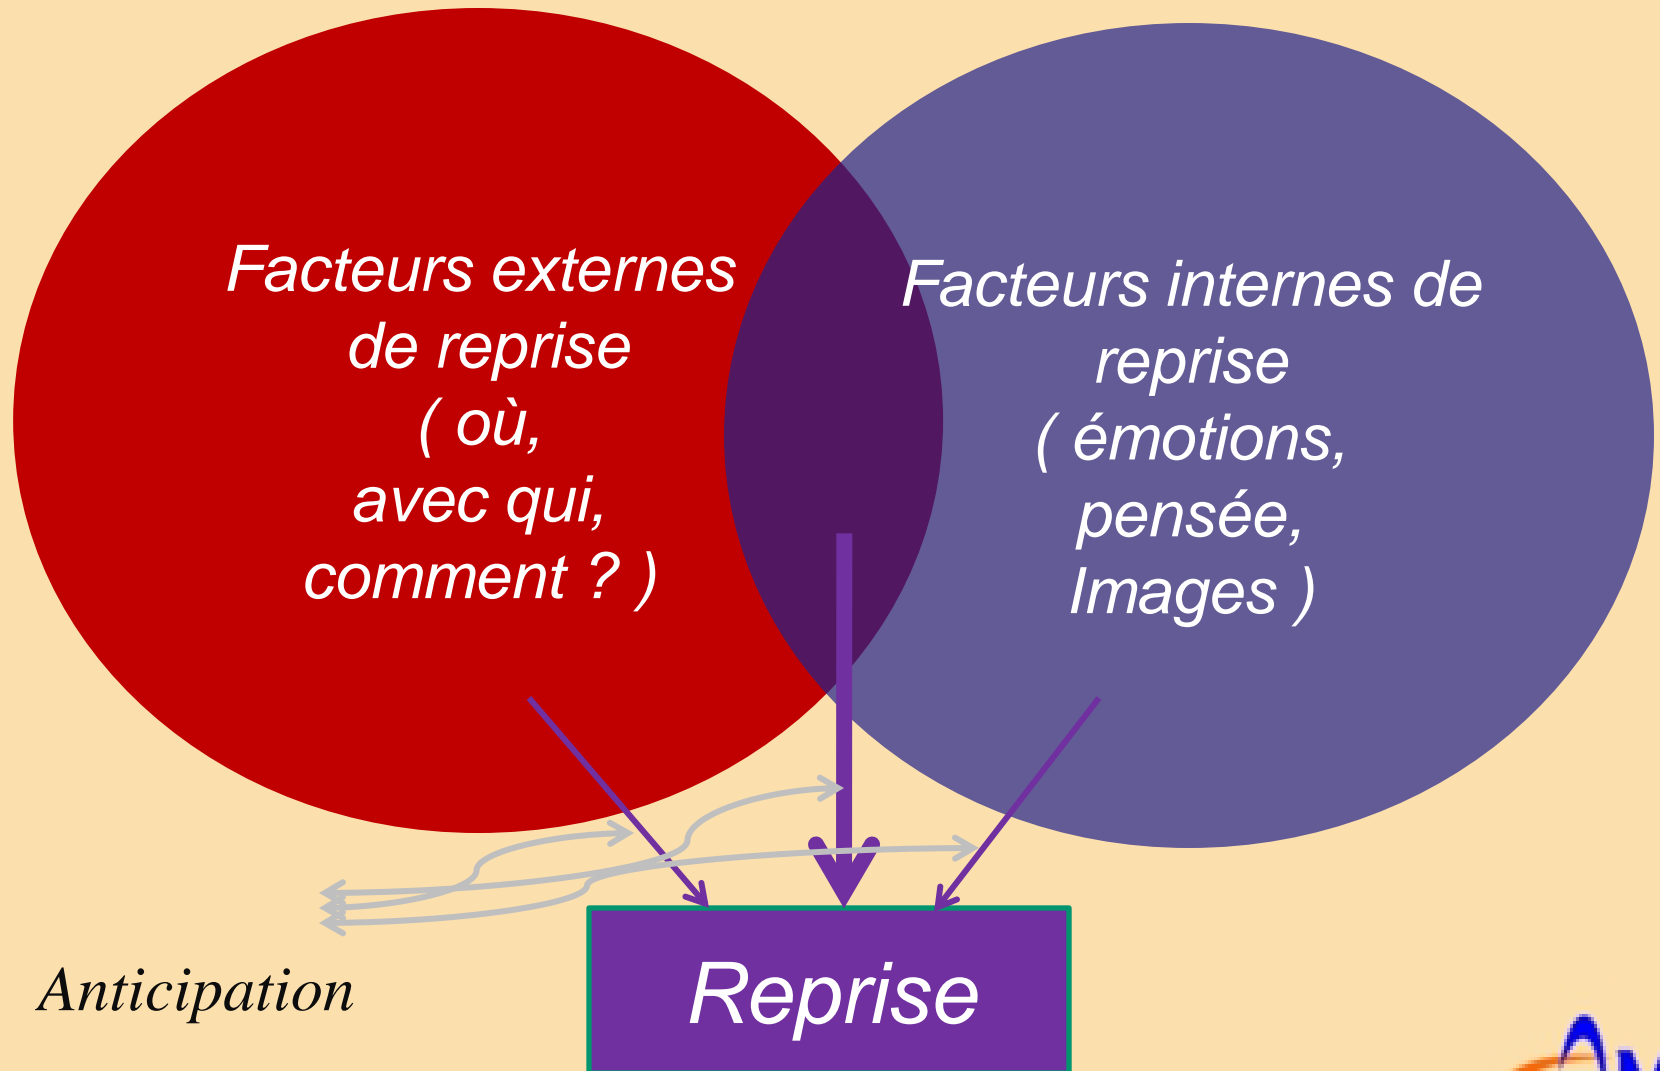 Facteurs externes
de reprise
( où,
avec qui,
comment ? )
Facteurs internes de
reprise
( émotions,
pensée,
Images )
Anticipation
Reprise